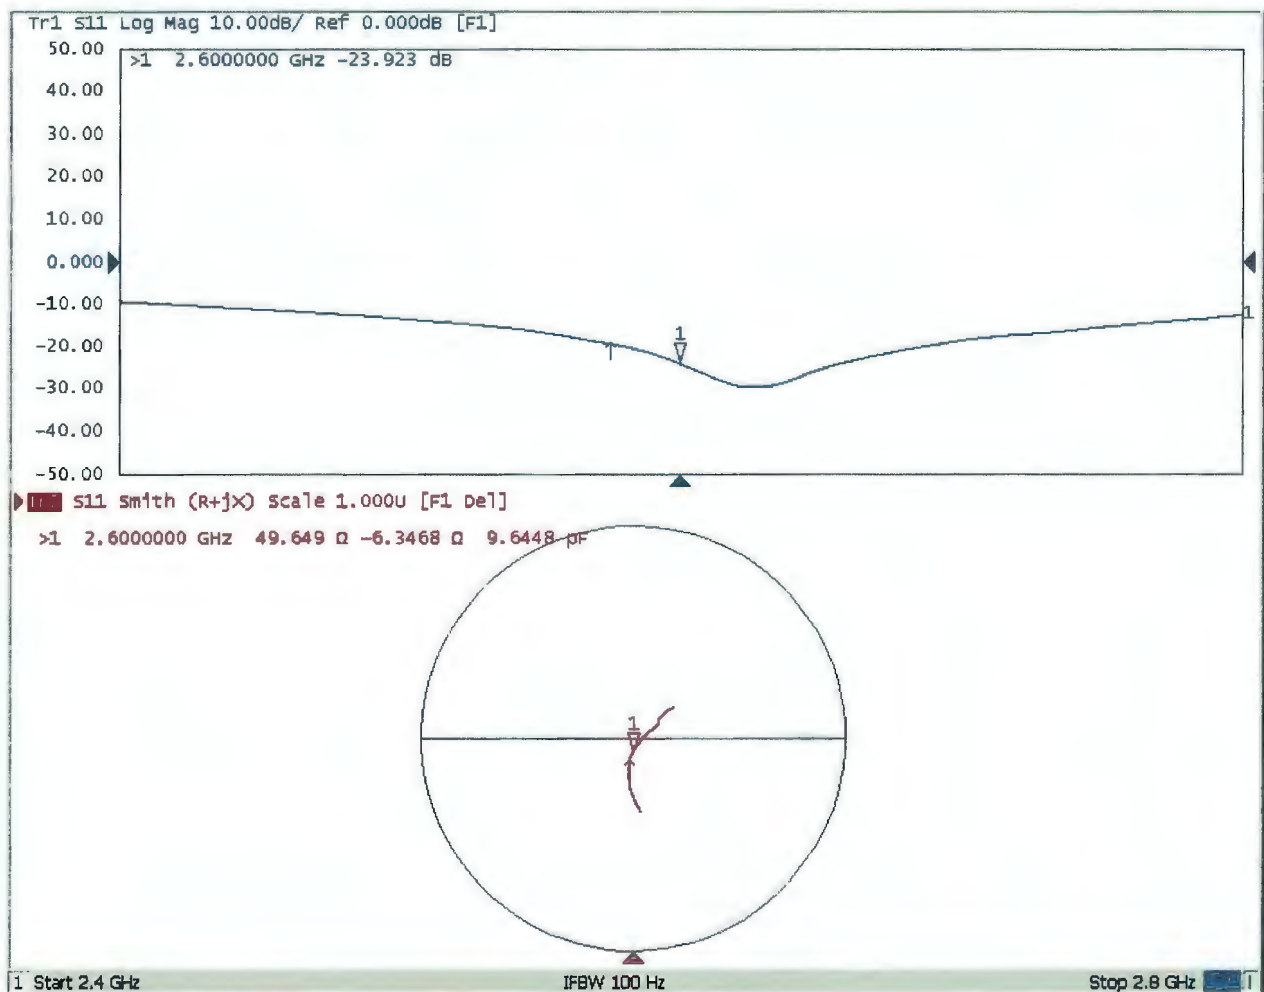 Tr1 S11 Log Mag 10.00dB/ Ref 0.000dB [F1]
50.00
>1 2.6000000 GHz -23.923 dB
40.00
30.00
20.00
10.00
0.000
-10.00
1
1
-20.00
-30.00
-40.00
-50.00
S11 Smith (R+jX) Scale 1.000U [F1 Del]
>1 2.6000000 GHz 49.649 Ω -6.3468 Ω 9.6448 pF
1
1 Start 2.4 GHz IFBW 100 Hz Stop 2.8 GHz